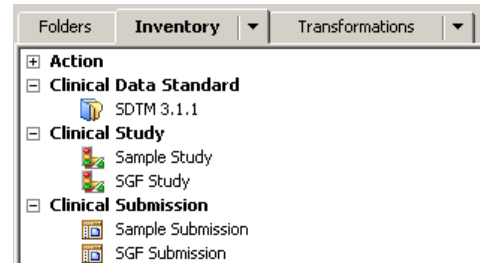 Folders Inventory Transformations
Action
Clinical Data Standard
SDTM 3.1.1
Clinical Study
Sample Study
SGF Study
Clinical Submission
Sample Submission
SGF Submission